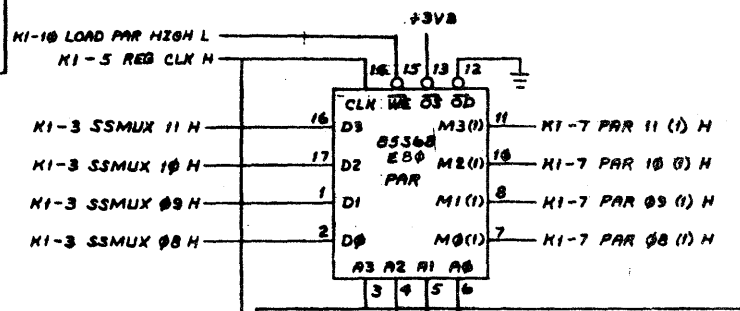 +3VB
K1-10 LOAD PAR HIGH L
K1-5 REG CLK H
14 15 13 12
CLK WE OS OD
K1-3 SSMUX 11 H 16 D3 M3(1) 11 K1-7 PAR 11 (1) H
85S68
K1-3 SSMUX 10 H 17 D2 E80 M2(1) 10 K1-7 PAR 10 (1) H
PAR
K1-3 SSMUX 09 H 1 D1 M1(1) 8 K1-7 PAR 09 (1) H
K1-3 SSMUX 08 H 2 D0 M0(1) 7 K1-7 PAR 08 (1) H
A3 A2 A1 A0
3 4 5 6